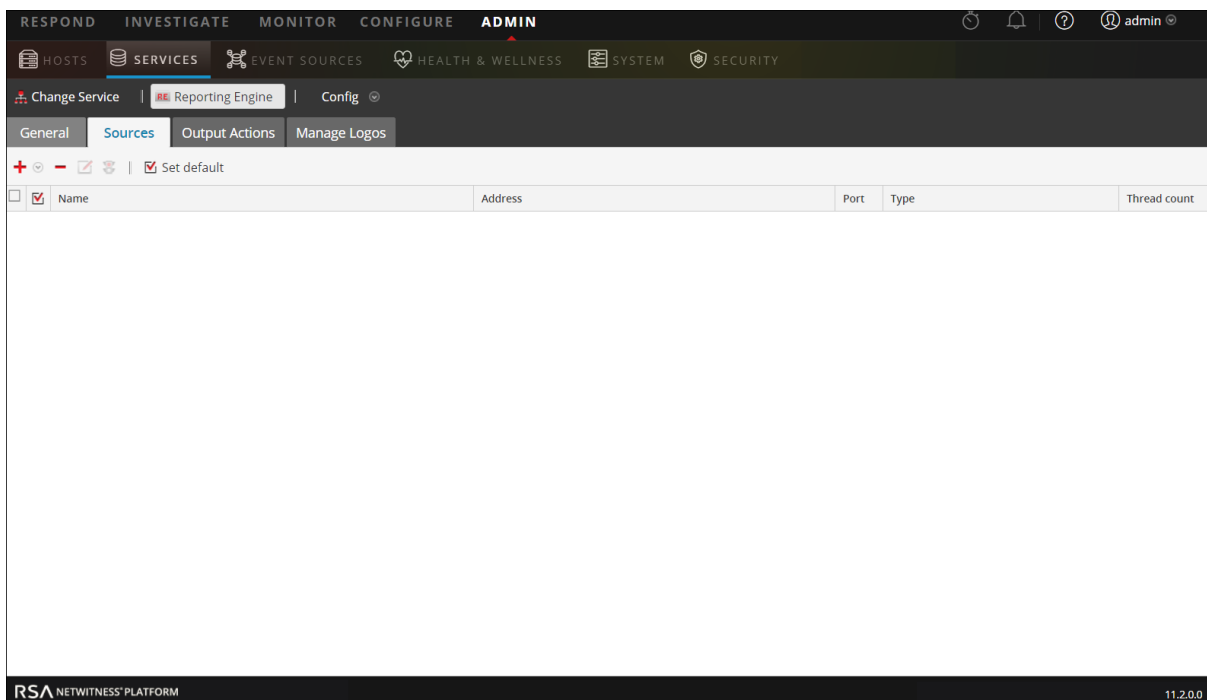 RESPOND INVESTIGATE MONITOR CONFIGURE ADMIN admin
HOSTS SERVICES EVENT SOURCES HEALTH & WELLNESS SYSTEM SECURITY
Change Service | RE Reporting Engine | Config
General Sources Output Actions Manage Logos
Set default
Name Address Port Type Thread count
RSA NETWITNESS® PLATFORM 11.2.0.0